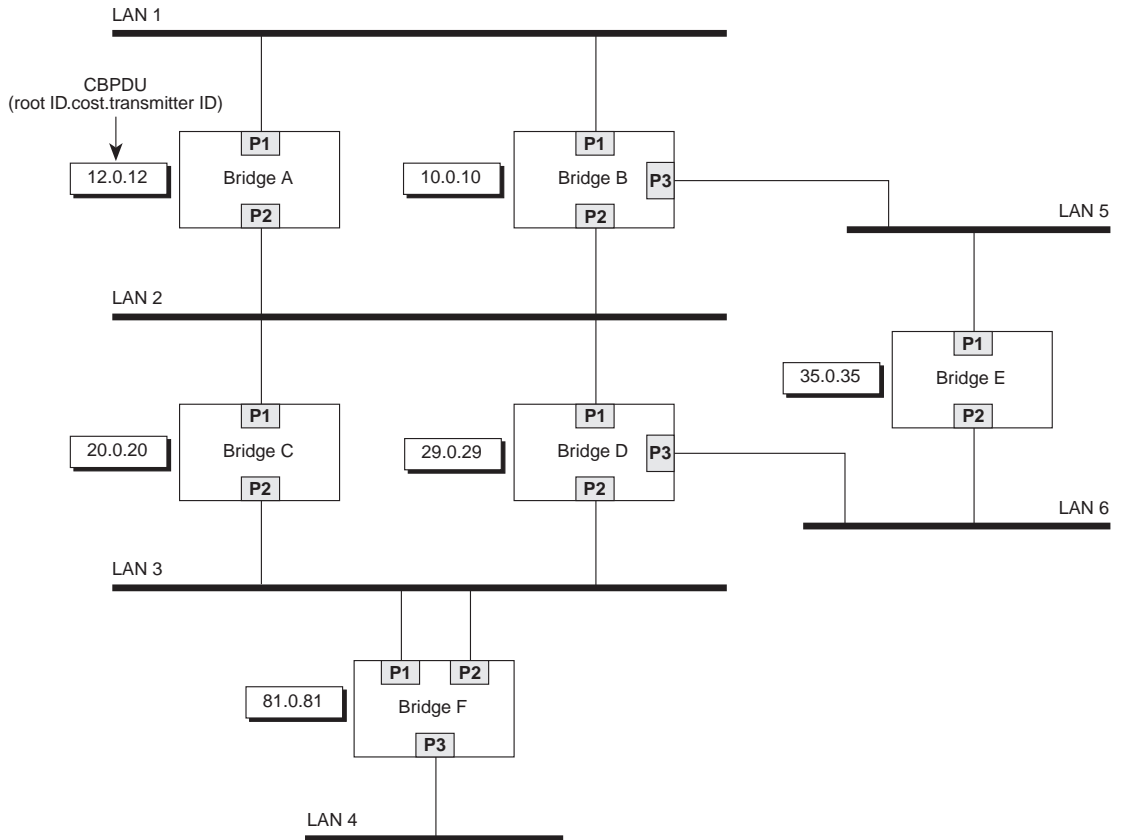 LAN 1
CBPDU
(root ID.cost.transmitter ID)
P1
P1
12.0.12
Bridge A
10.0.10
Bridge B
P3
P2
P2
LAN 5
LAN 2
P1
35.0.35
Bridge E
P2
P1
P1
20.0.20
Bridge C
29.0.29
Bridge D
P3
P2
P2
LAN 6
LAN 3
P1
P2
81.0.81
Bridge F
P3
LAN 4